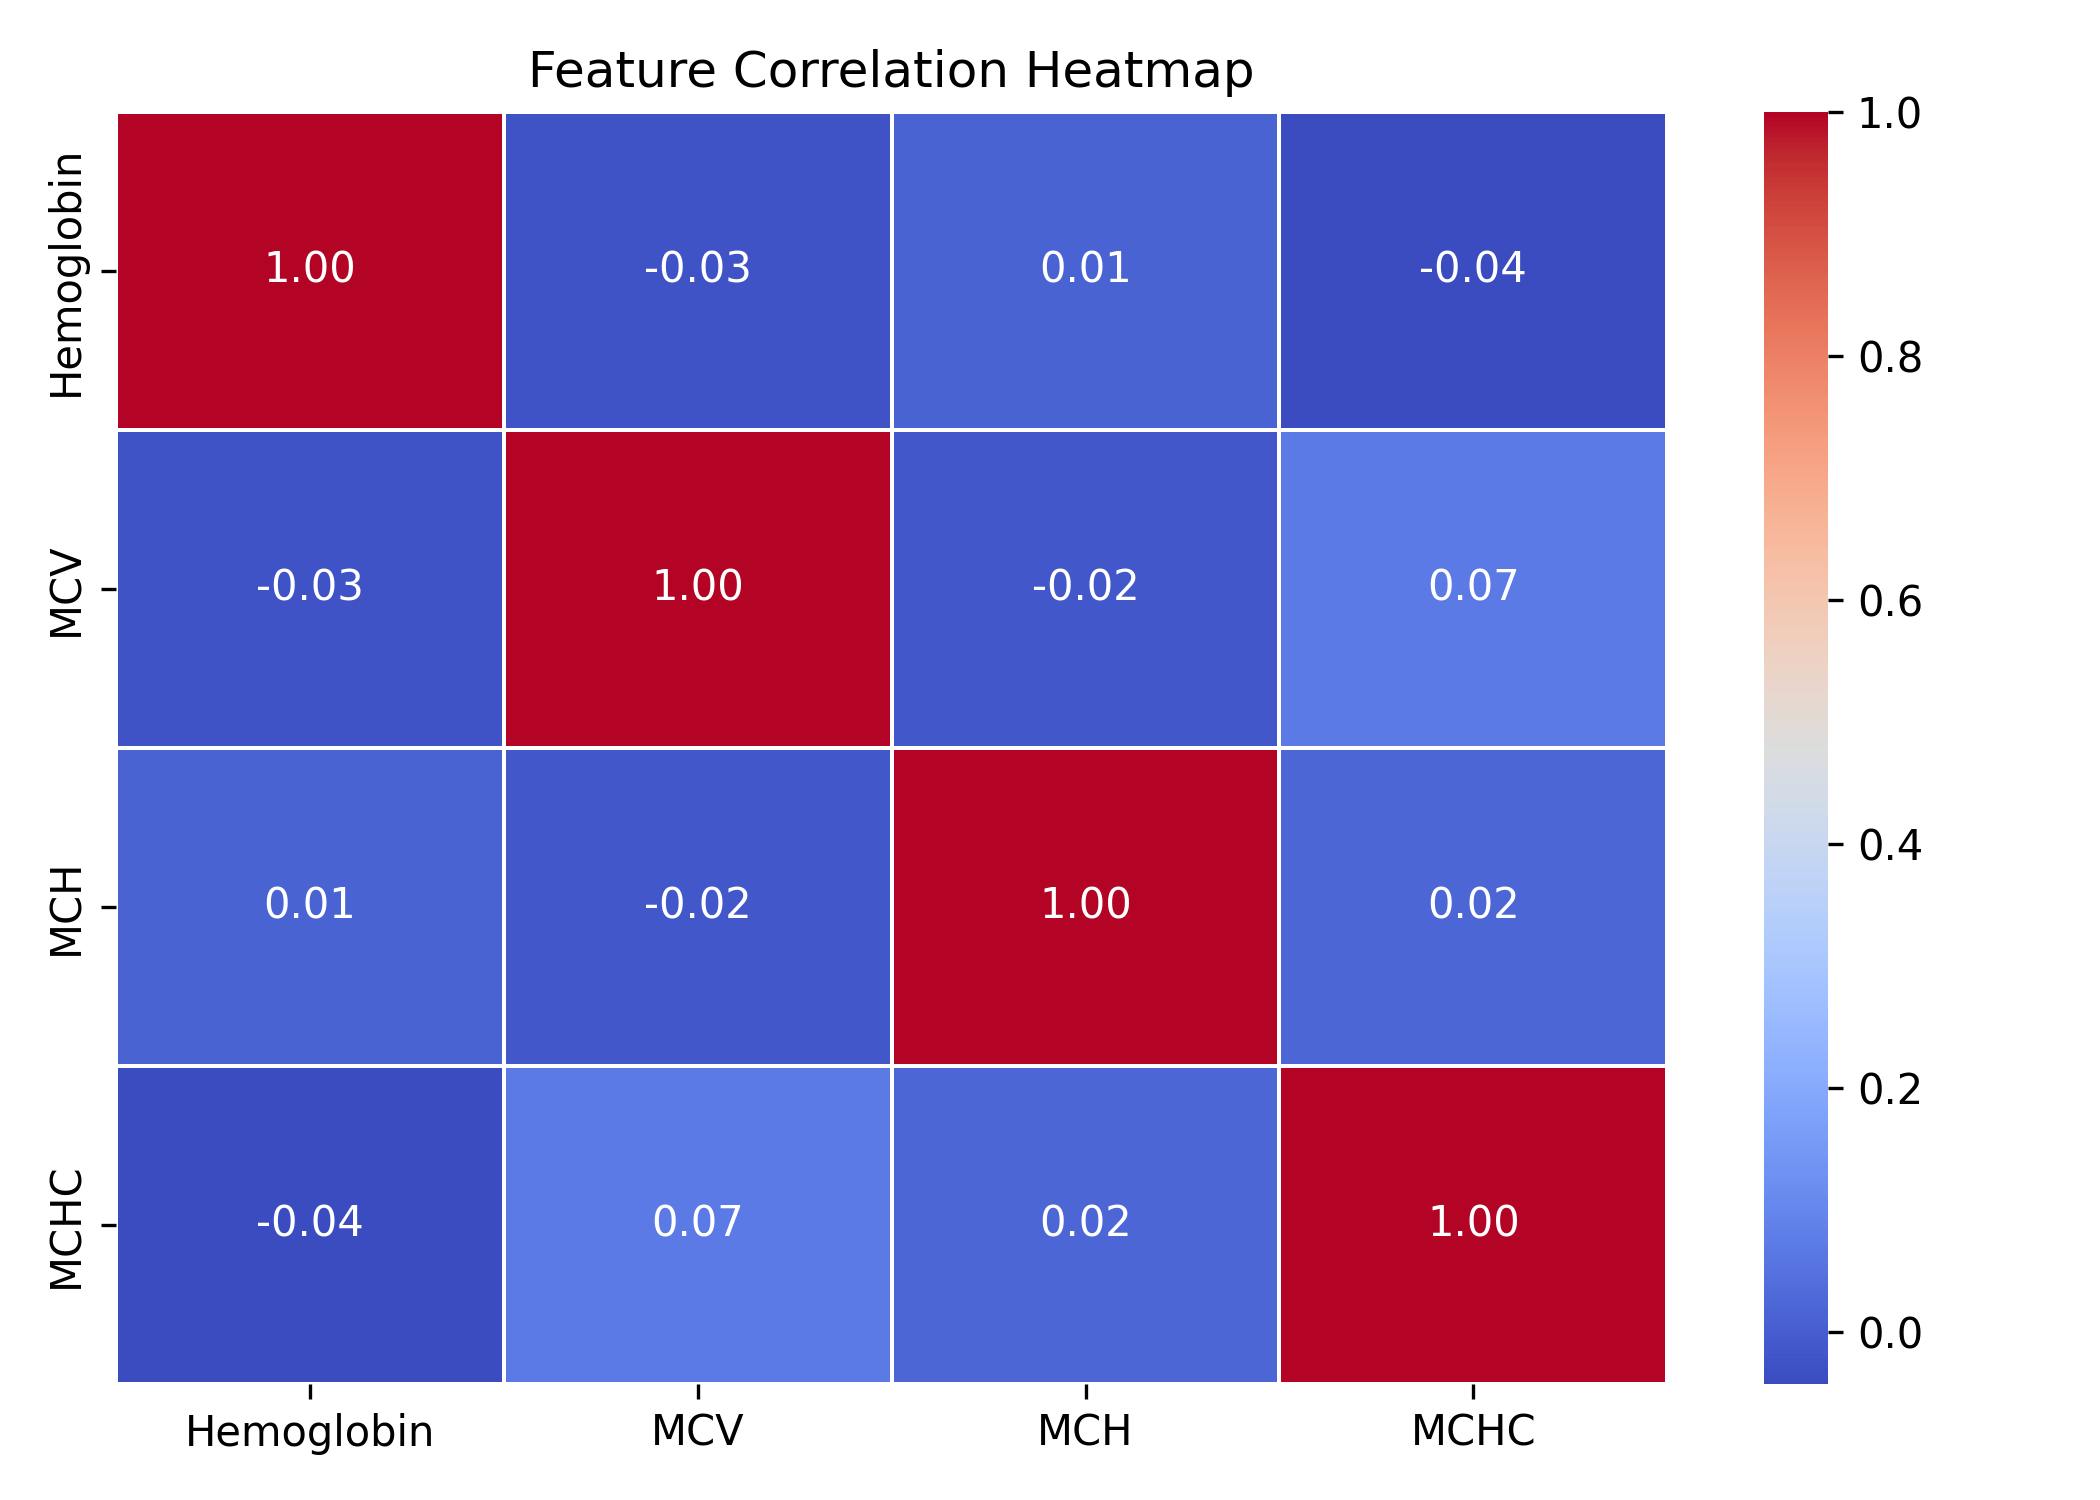 Feature Correlation Heatmap
Hemoglobin 1.00 -0.03 0.01 -0.04
MCV -0.03 1.00 -0.02 0.07
MCH 0.01 -0.02 1.00 0.02
MCHC -0.04 0.07 0.02 1.00
Hemoglobin MCV MCH MCHC
1.0
0.8
0.6
0.4
0.2
0.0